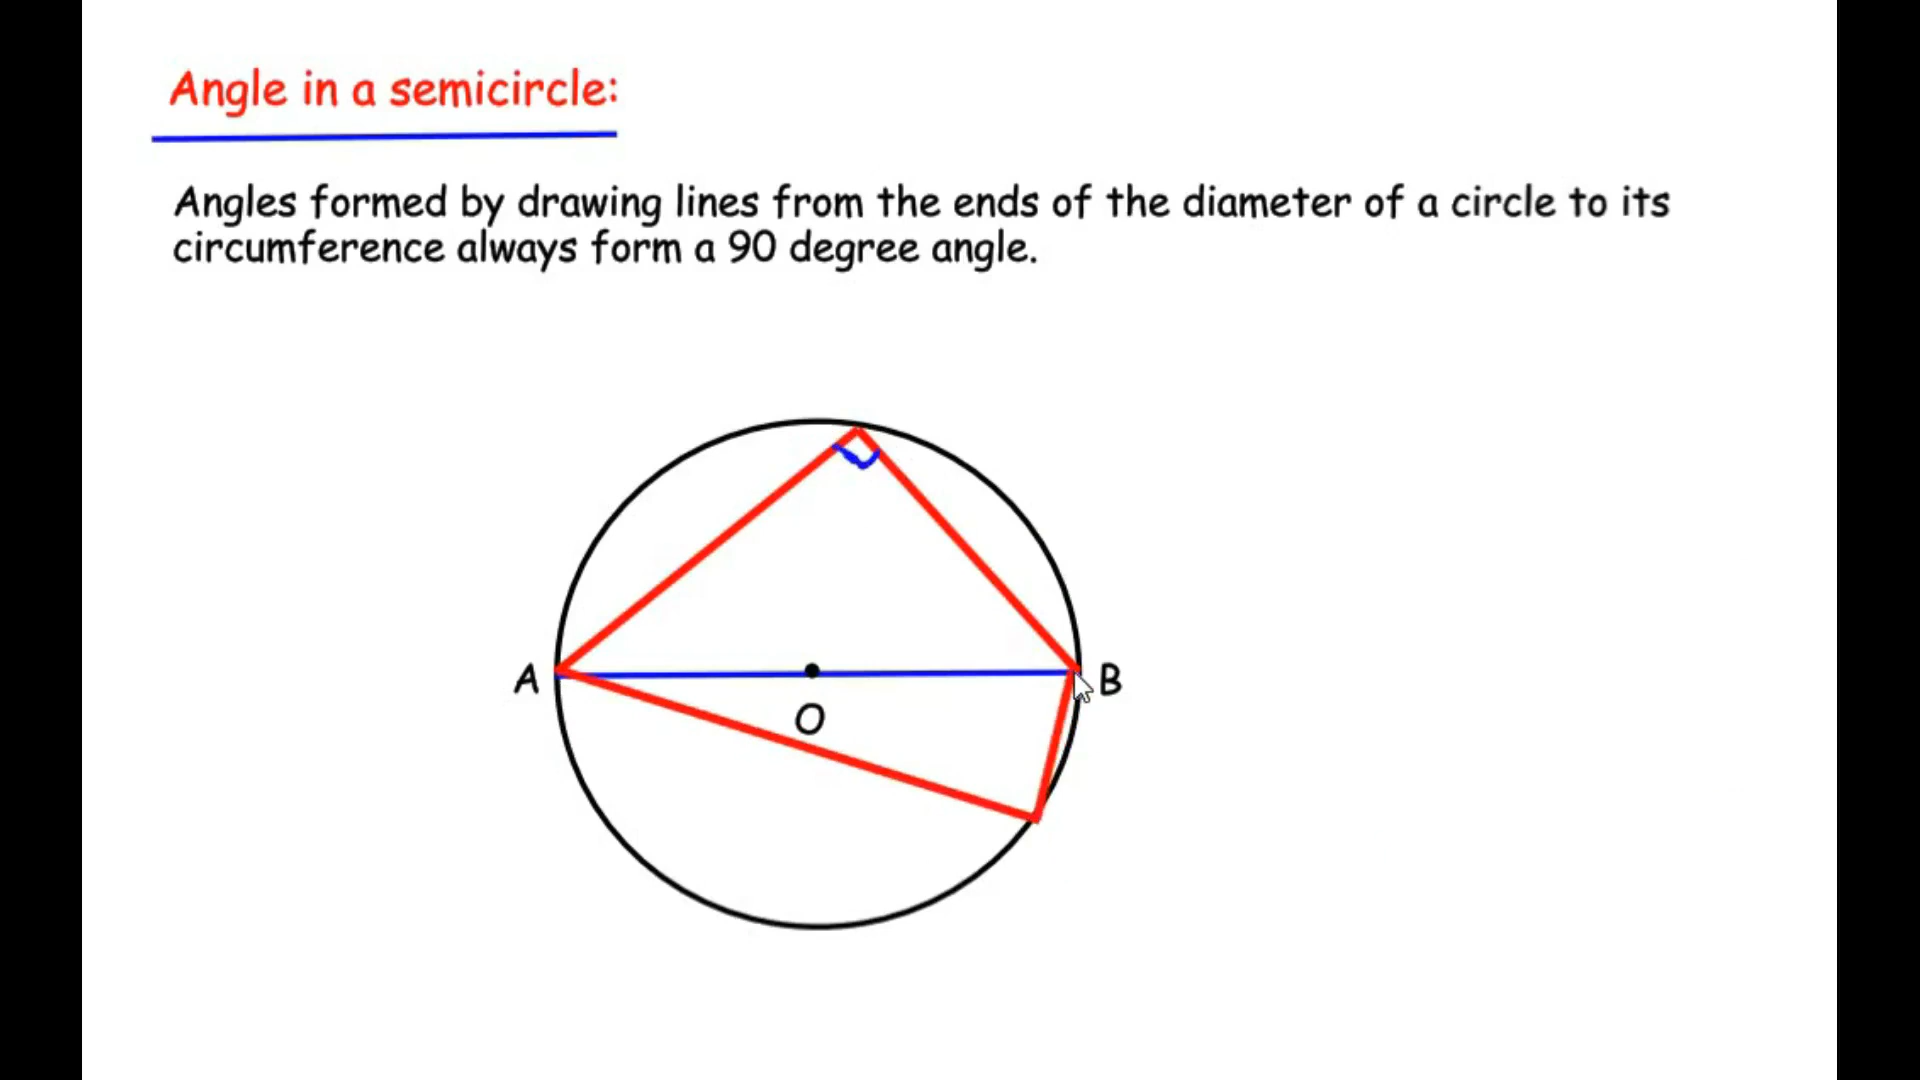 Angle in a semicircle:
Angles formed by drawing lines from the ends of the diameter of a circle to its
circumference always form a 90 degree angle.
A
B
O